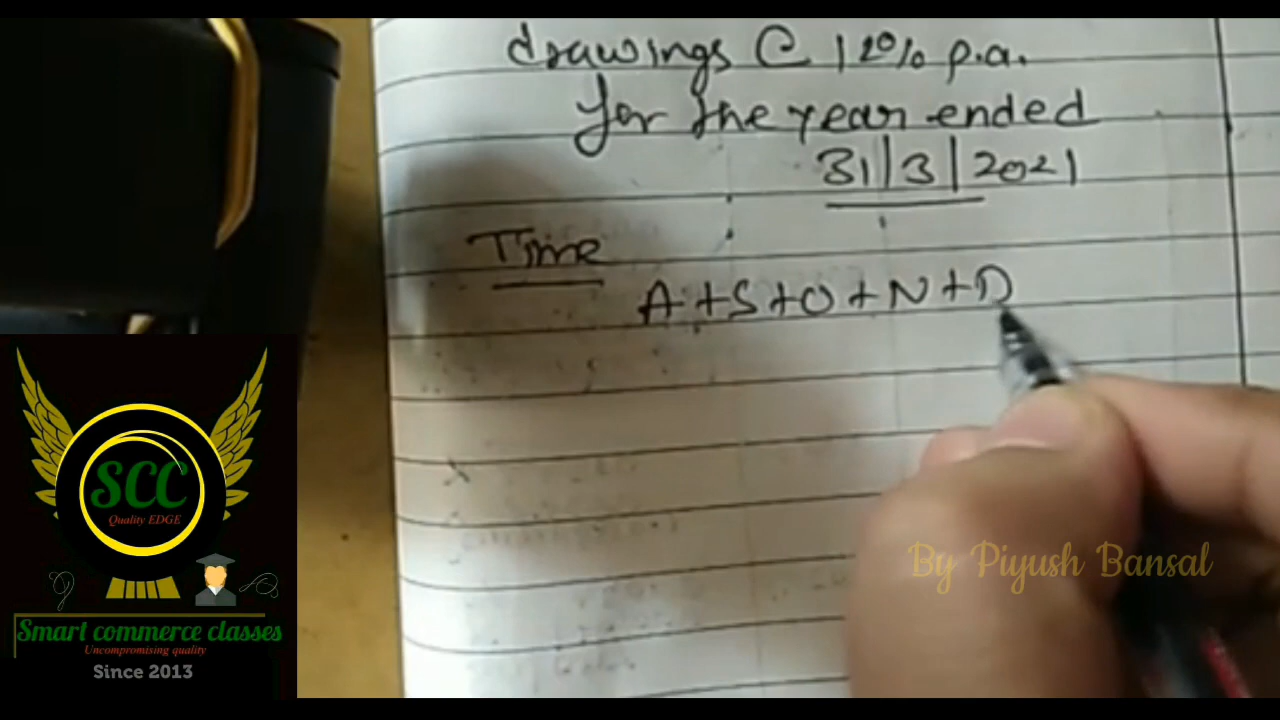 drawings @ 12% p.a.
for the year ended
31/3/2021
Time
A+S+O+N+D
SCC
Quality EDGE
By Piyush Bansal
Smart commerce classes
Uncompromising quality
Since 2013